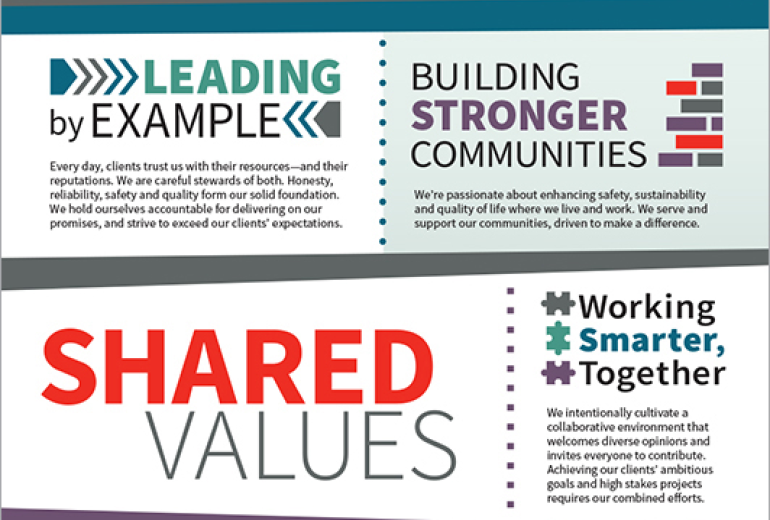 LEADING
by EXAMPLE
Every day, clients trust us with their resources—and their
reputations. We are careful stewards of both. Honesty,
reliability, safety and quality form our solid foundation.
We hold ourselves accountable for delivering on our
promises, and strive to exceed our clients' expectations.
BUILDING
STRONGER
COMMUNITIES
We're passionate about enhancing safety, sustainability
and quality of life where we live and work. We serve and
support our communities, driven to make a difference.
SHARED
VALUES
Working
Smarter,
Together
We intentionally cultivate a
collaborative environment that
welcomes diverse opinions and
invites everyone to contribute.
Achieving our clients' ambitious
goals and high stakes projects
requires our combined efforts.